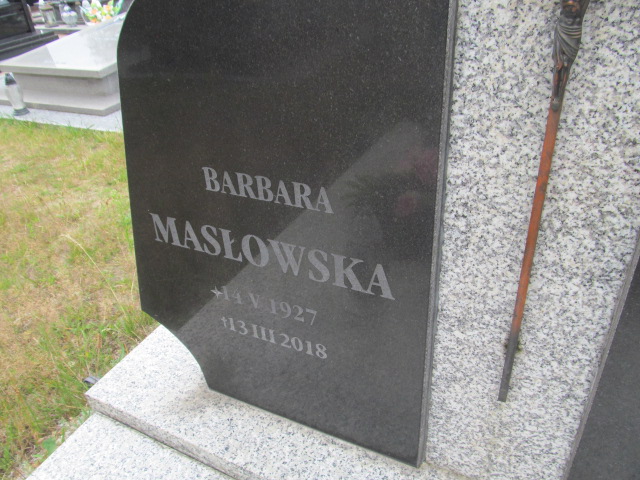 BARBARA
MASŁOWSKA
14 V 1927
†13 III 2018